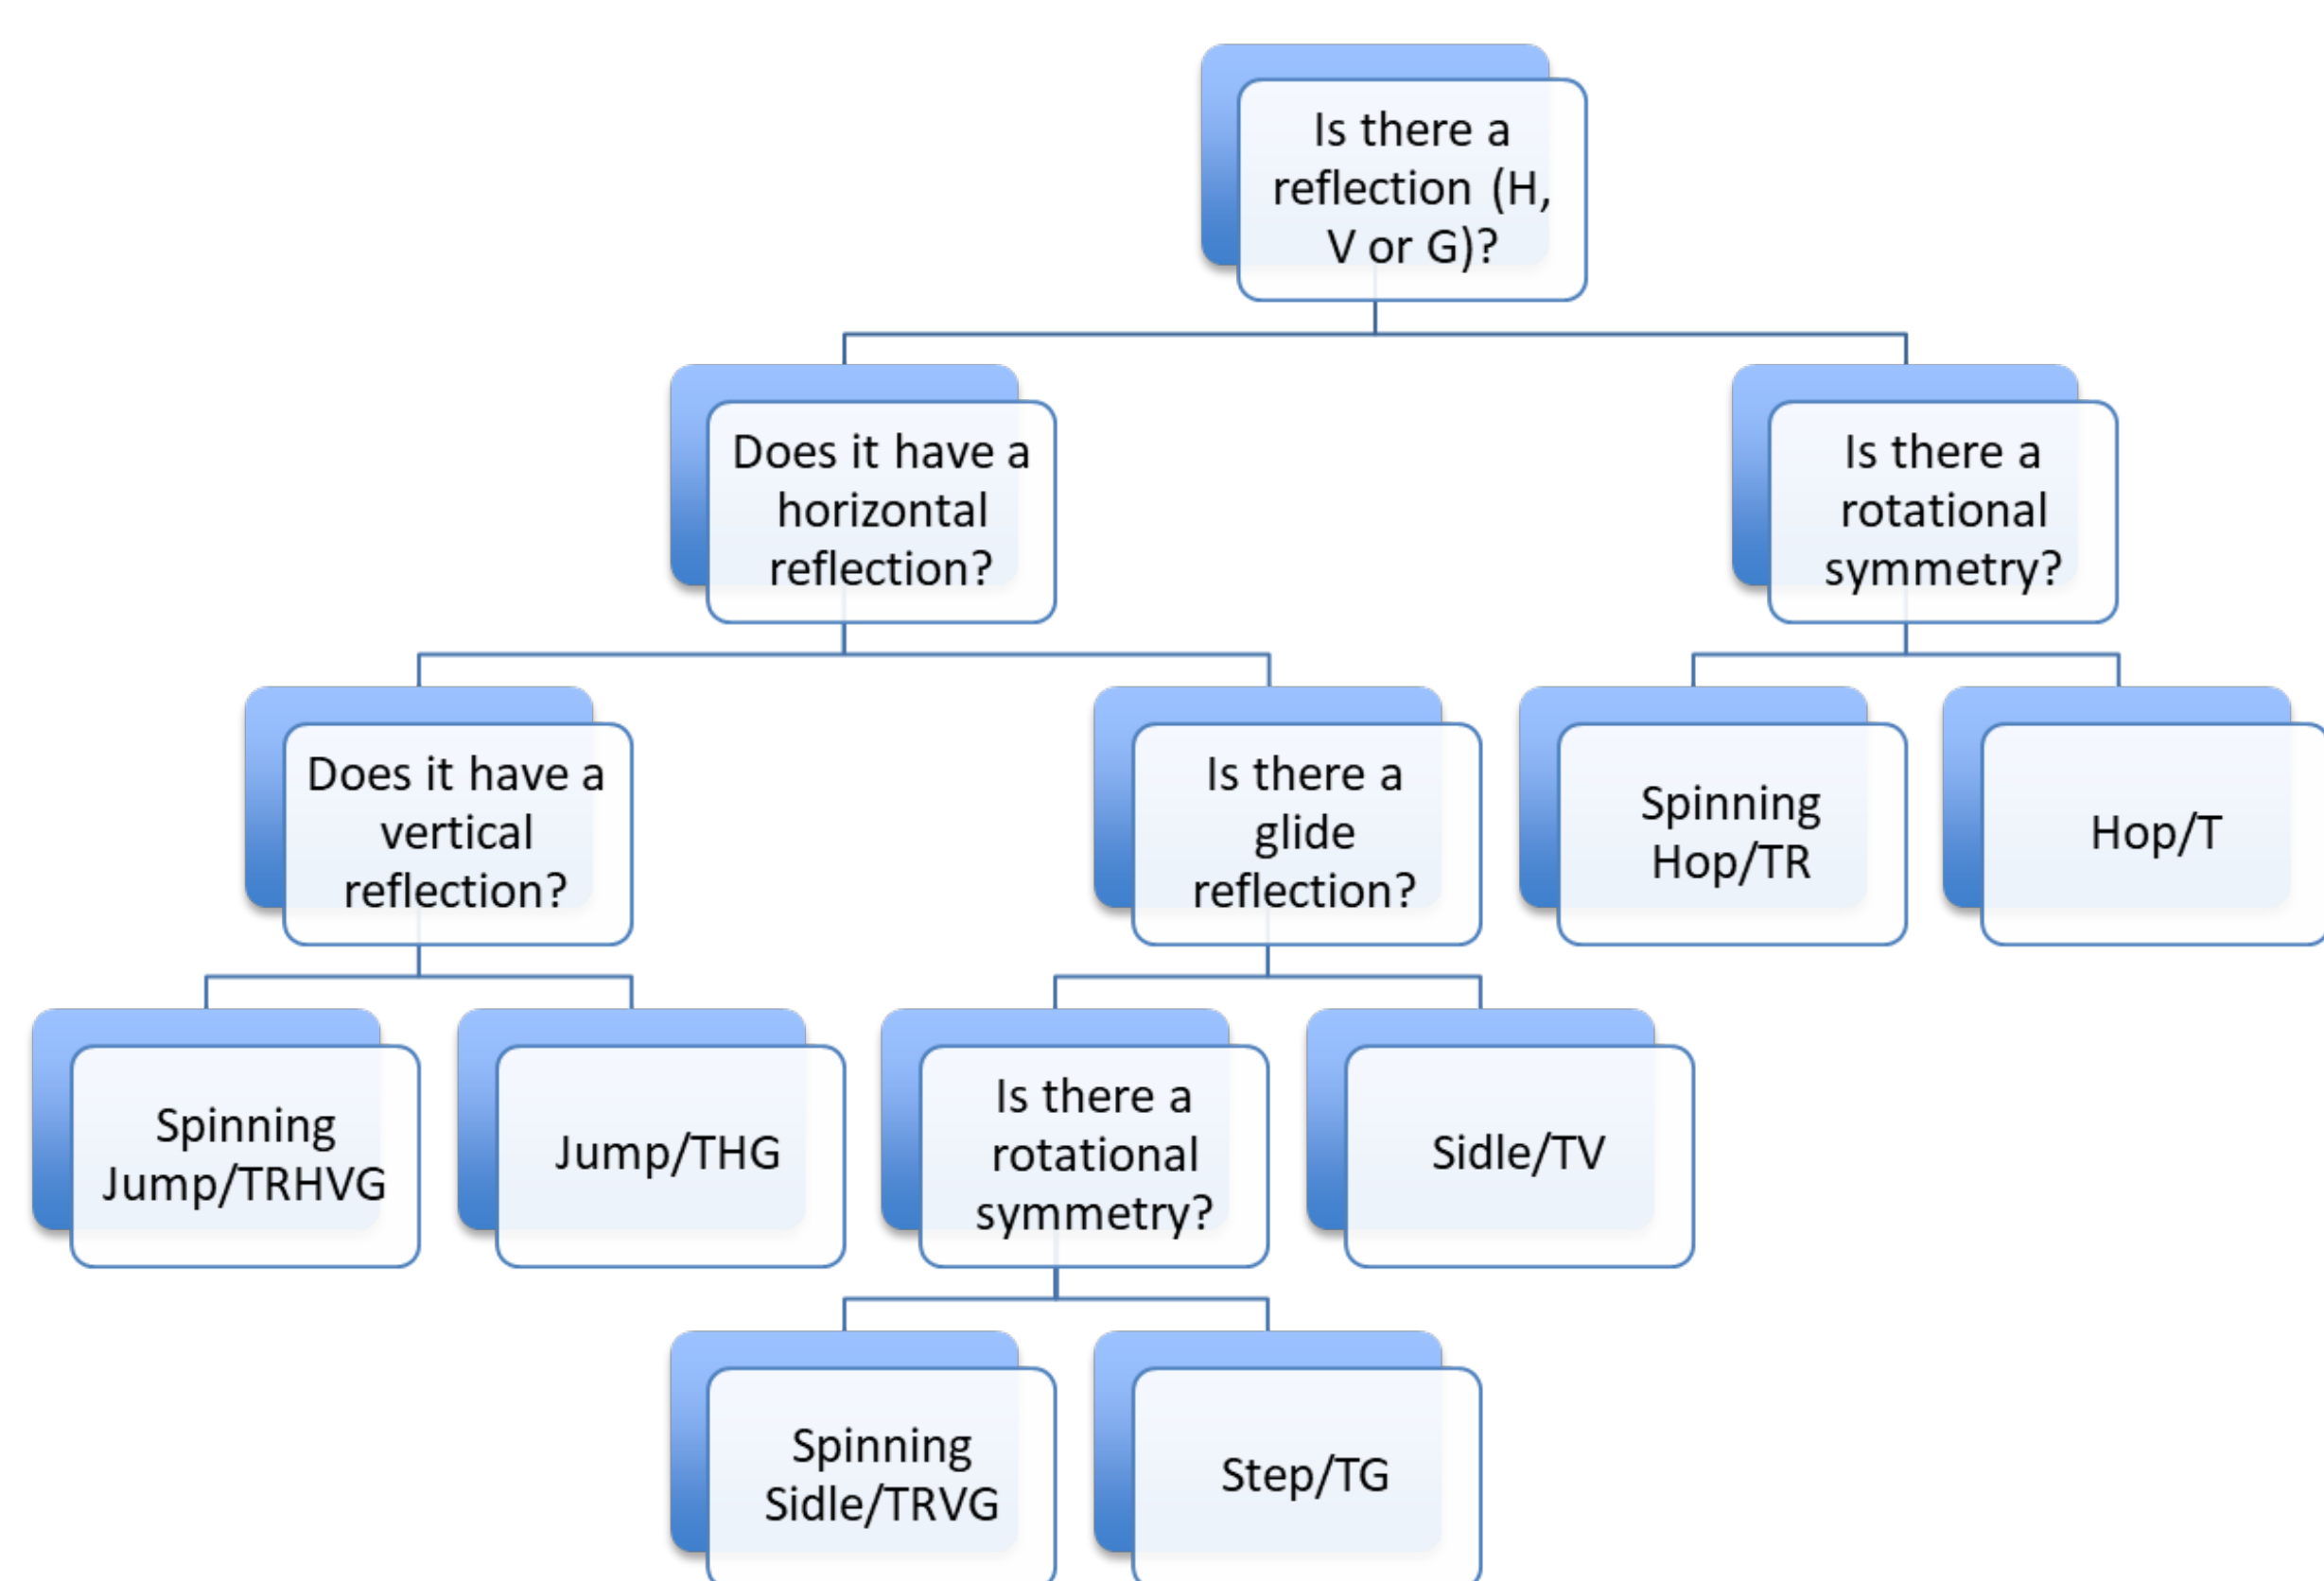 Is there a
reflection (H,
V or G)?
Does it have a
horizontal
reflection?
Is there a
rotational
symmetry?
Does it have a
vertical
reflection?
Is there a
glide
reflection?
Spinning
Hop/TR
Hop/T
Spinning
Jump/TRHVG
Jump/THG
Is there a
rotational
symmetry?
Sidle/TV
Spinning
Sidle/TRVG
Step/TG